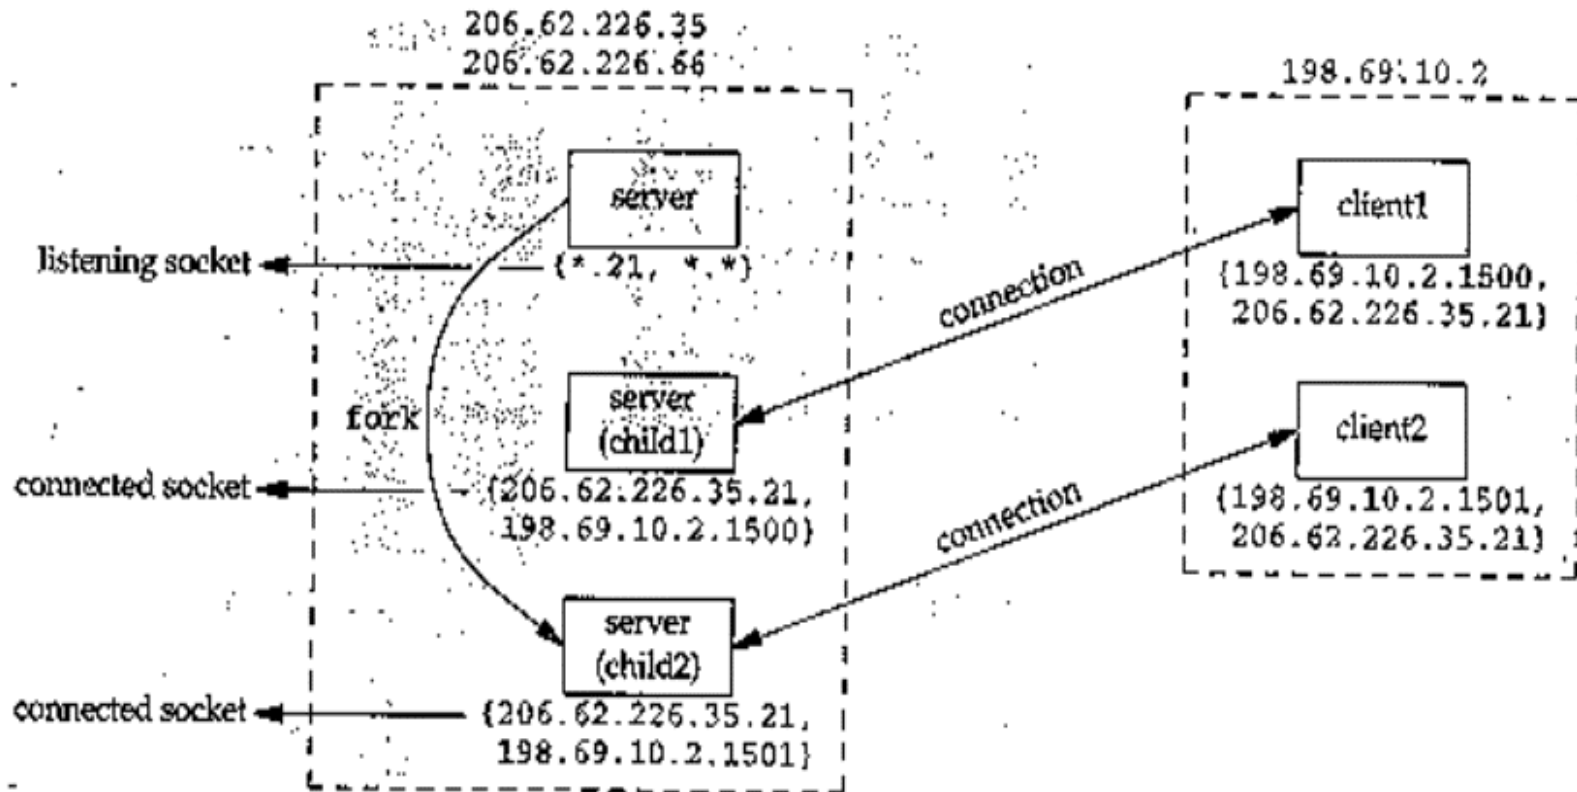 206.62.226.35
206.62.226.66
198.69.10.2
server
client1
listening socket
{*.21, *.*}
connection
{198.69.10.2.1500,
206.62.226.35.21}
fork
server
(child1)
client2
connected socket
{206.62.226.35.21,
198.69.10.2.1500}
connection
{198.69.10.2.1501,
206.62.226.35.21}
server
(child2)
connected socket
{206.62.226.35.21,
198.69.10.2.1501}